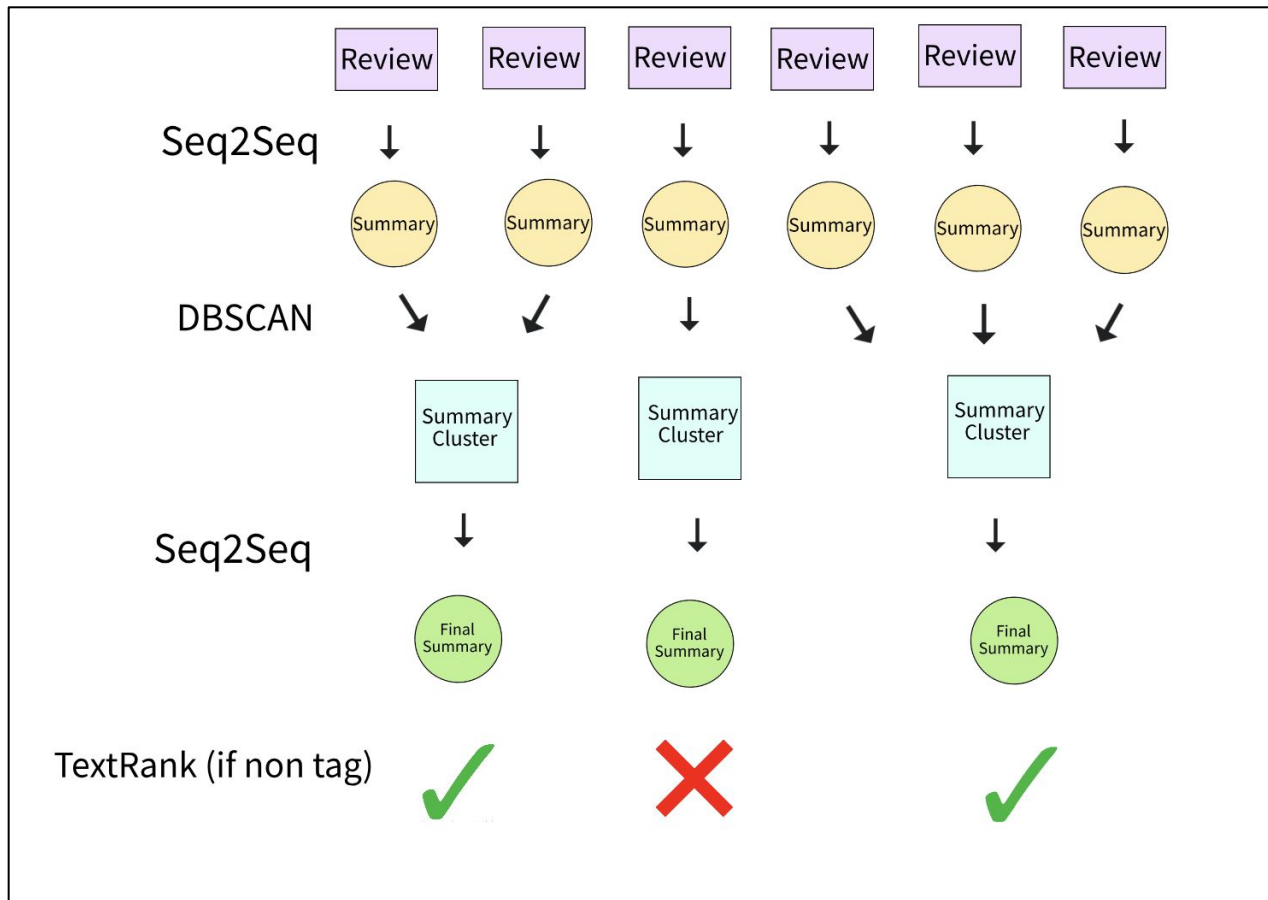 Review Review Review Review Review Review
Seq2Seq
Summary Summary Summary Summary Summary Summary
DBSCAN
Summary
Cluster
Summary
Cluster
Summary
Cluster
Seq2Seq
Final
Summary
Final
Summary
Final
Summary
TextRank (if non tag)